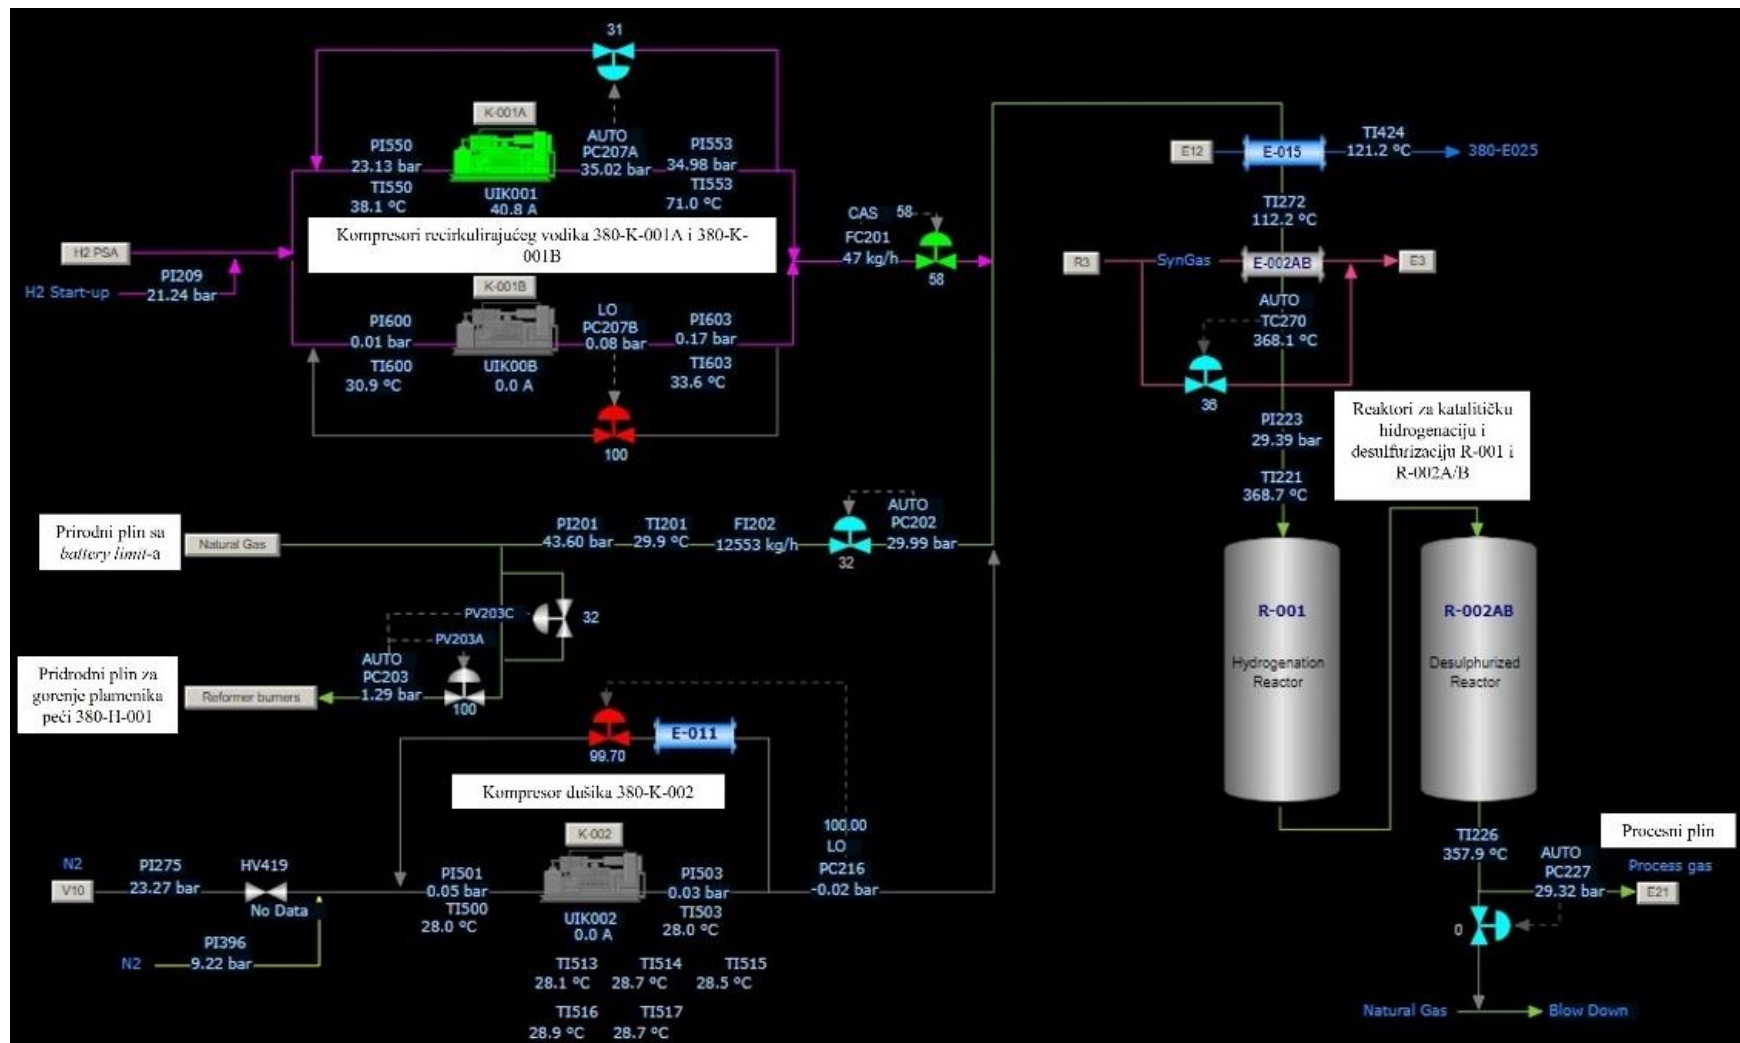 31
K-001A
PI550
23.13 bar
TI550
38.1 °C
UIK001
40.8 A
AUTO
PC207A
35.02 bar
PI553
34.98 bar
TI553
71.0 °C
Kompresori recirkulirajućeg vodika 380-K-001A i 380-K-
001B
H2 PSA
H2 Start-up
PI209
21.24 bar
K-001B
PI600
0.01 bar
TI600
30.9 °C
UIK00B
0.0 A
LO
PC207B
0.08 bar
PI603
0.17 bar
TI603
33.6 °C
100
CAS
58
FC201
47 kg/h
58
E12
E-015
TI424
121.2 °C
380-E025
TI272
112.2 °C
R3
SynGas
E-002AB
E3
AUTO
TC270
368.1 °C
36
PI223
29.39 bar
TI221
368.7 °C
Reaktori za katalitičku
hidrogenaciju i
desulfurizaciju R-001 i
R-002A/B
Prirodni plin sa
battery limit-a
Natural Gas
PI201
43.60 bar
TI201
29.9 °C
FI202
12553 kg/h
32
AUTO
PC202
29.99 bar
PV203C
32
PV203A
100
AUTO
PC203
1.29 bar
Pridrodni plin za
gorenje plamenika
peći 380-H-001
Reformer burners
R-001
Hydrogenation
Reactor
R-002AB
Desulphurized
Reactor
99.70
E-011
Kompresor dušika 380-K-002
K-002
N2
V10
PI275
23.27 bar
HV419
No Data
PI396
N2
9.22 bar
PI501
0.05 bar
TI500
28.0 °C
UIK002
0.0 A
PI503
0.03 bar
TI503
28.0 °C
100.00
LO
PC216
-0.02 bar
TI513
28.1 °C
TI514
28.7 °C
TI515
28.5 °C
TI516
28.9 °C
TI517
28.7 °C
TI226
357.9 °C
Procesni plin
AUTO
PC227
29.32 bar
Process gas
E21
0
Natural Gas
Blow Down